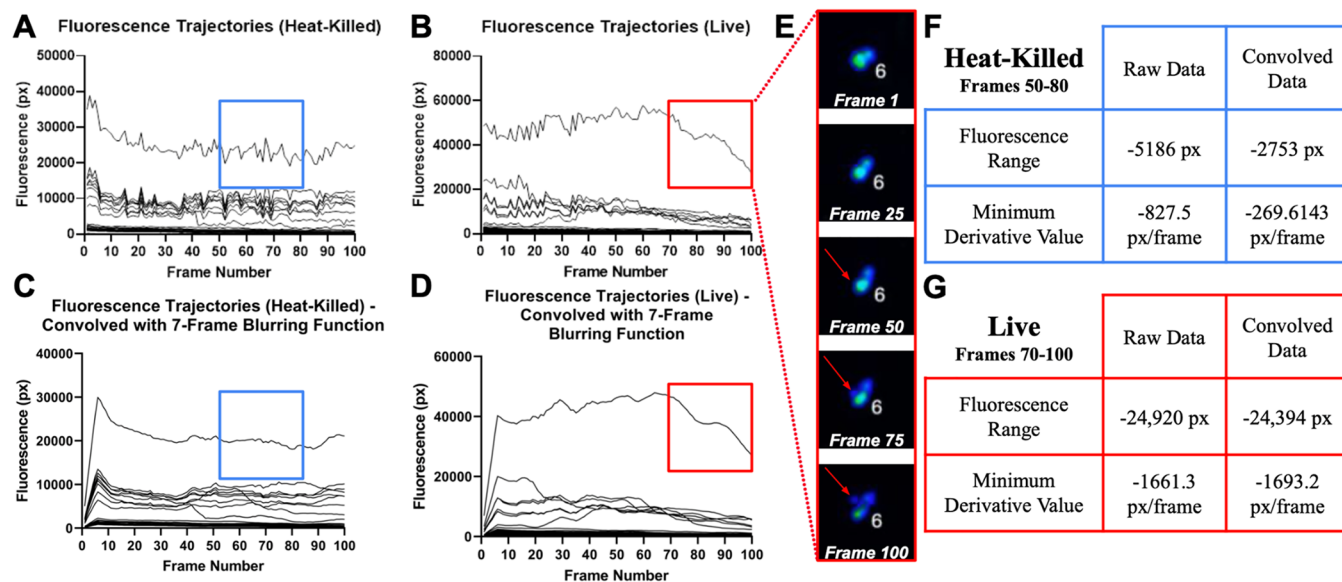 A
Fluorescence Trajectories (Heat-Killed)
Fluorescence (px)
50000
40000
30000
20000
10000
0
0 10 20 30 40 50 60 70 80 90 100
Frame Number
B
Fluorescence Trajectories (Live)
Fluorescence (px)
80000
60000
40000
20000
0
0 10 20 30 40 50 60 70 80 90 100
Frame Number
C
Fluorescence Trajectories (Heat-Killed) -
Convolved with 7-Frame Blurring Function
Fluorescence (px)
40000
30000
20000
10000
0
0 10 20 30 40 50 60 70 80 90 100
Frame Number
D
Fluorescence Trajectories (Live) -
Convolved with 7-Frame
Blurring Function
Fluorescence (px)
60000
40000
20000
0
0 10 20 30 40 50 60 70 80 90 100
Frame Number
E
6
Frame 1
6
Frame 25
6
Frame 50
6
Frame 75
6
Frame 100
F
Heat-Killed
Frames 50-80
Raw Data
Convolved
Data
Fluorescence
Range
-5186 px
-2753 px
Minimum
Derivative Value
-827.5
px/frame
-269.6143
px/frame
G
Live
Frames 70-100
Raw Data
Convolved
Data
Fluorescence
Range
-24,920 px
-24,394 px
Minimum
Derivative Value
-1661.3
px/frame
-1693.2
px/frame